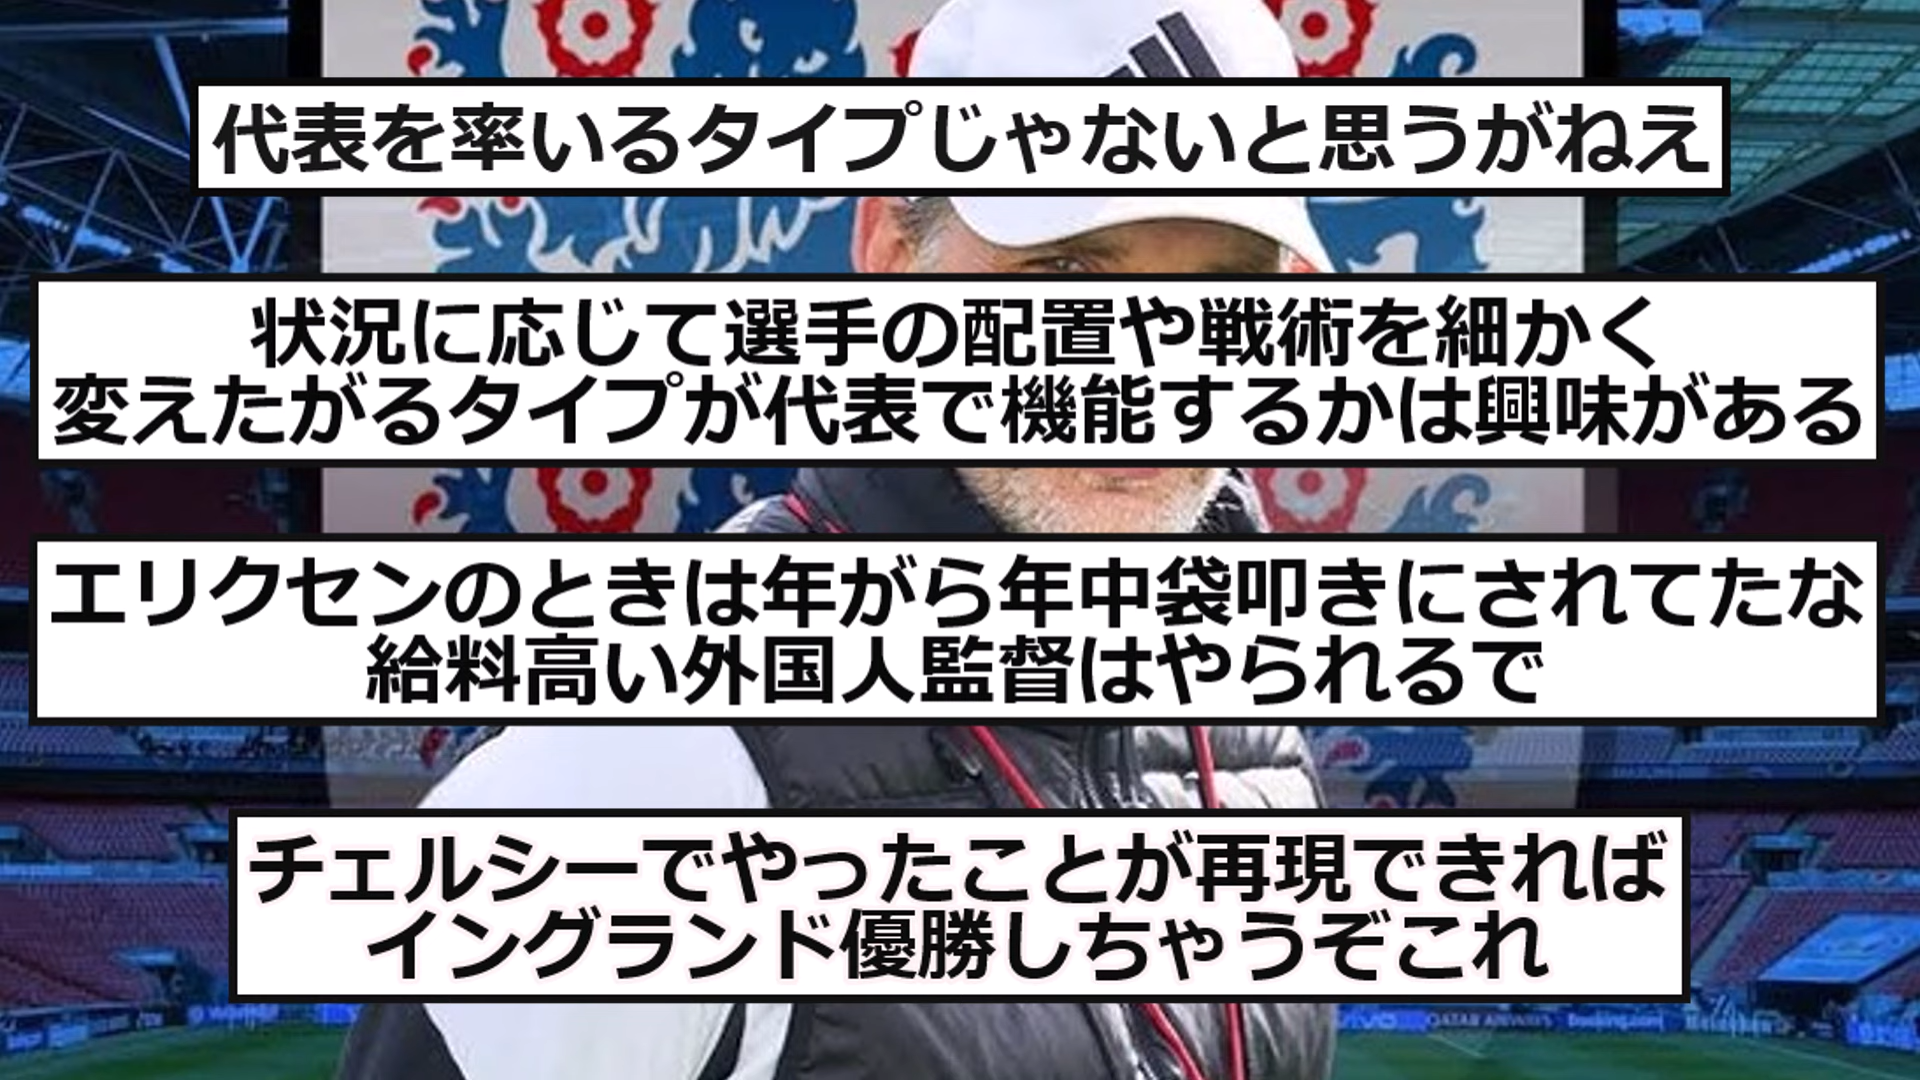 代表を率いるタイプじゃないと思うがねえ
状況に応じて選手の配置や戦術を細かく
変えたがるタイプが代表で機能するかは興味がある
エリクセンのときは年がら年中袋叩きにされてたな
給料高い外国人監督はやられるで
チェルシーでやったことが再現できれば
イングランド優勝しちゃうぞこれ
QATAR AIRWAYS